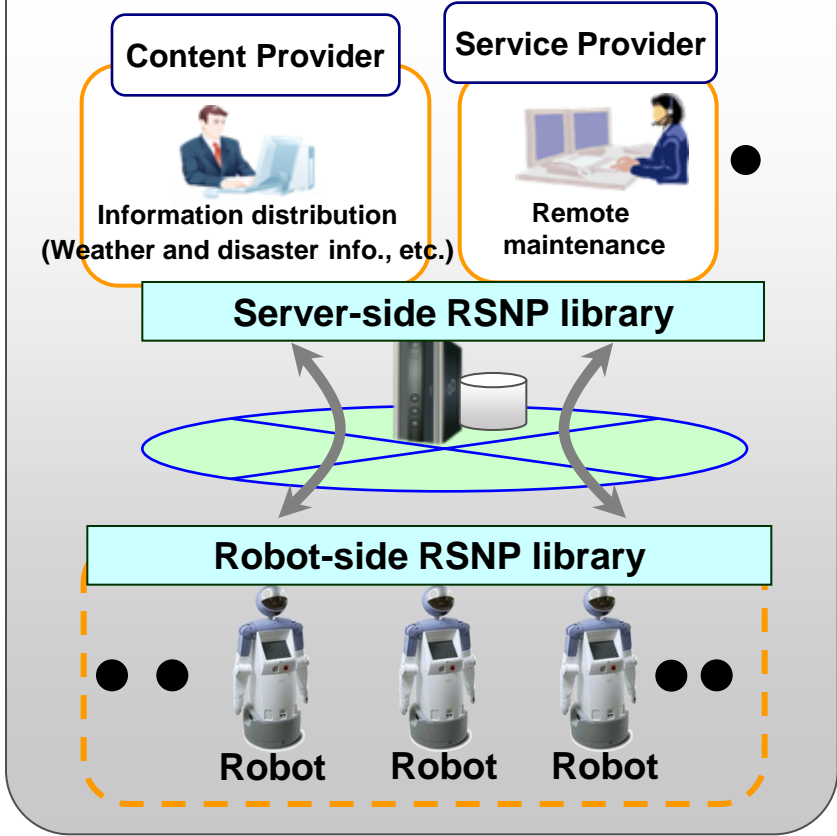 Content Provider
Service Provider
Information distribution
(Weather and disaster info., etc.)
Remote
maintenance
Server-side RSNP library
Robot-side RSNP library
Robot
Robot
Robot